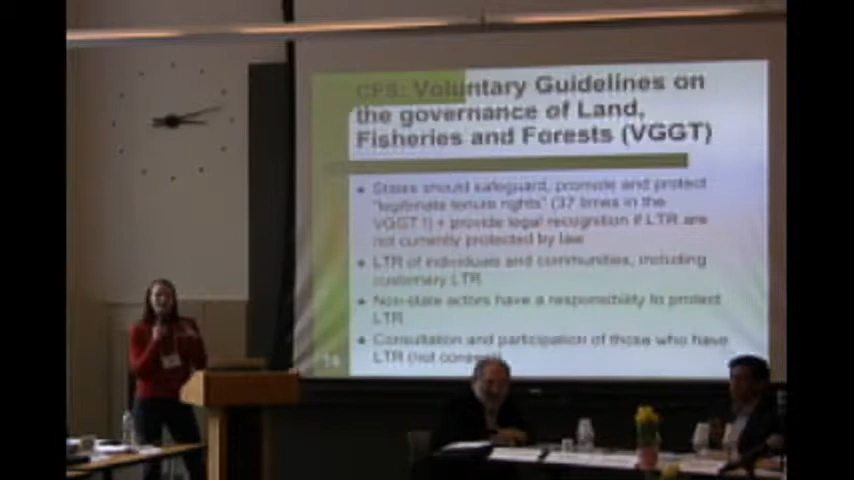 CFS: Voluntary Guidelines on
the governance of Land,
Fisheries and Forests (VGGT)
States should safeguard, promote and protect
"legitimate tenure rights" (37 times in the
VGGT !) + provide legal recognition if LTR are
not currently protected by law
LTR of individuals and communities, including
customary LTR
Non-state actors have a responsibility to protect
LTR
Consultation and participation of those who have
LTR (not consent)